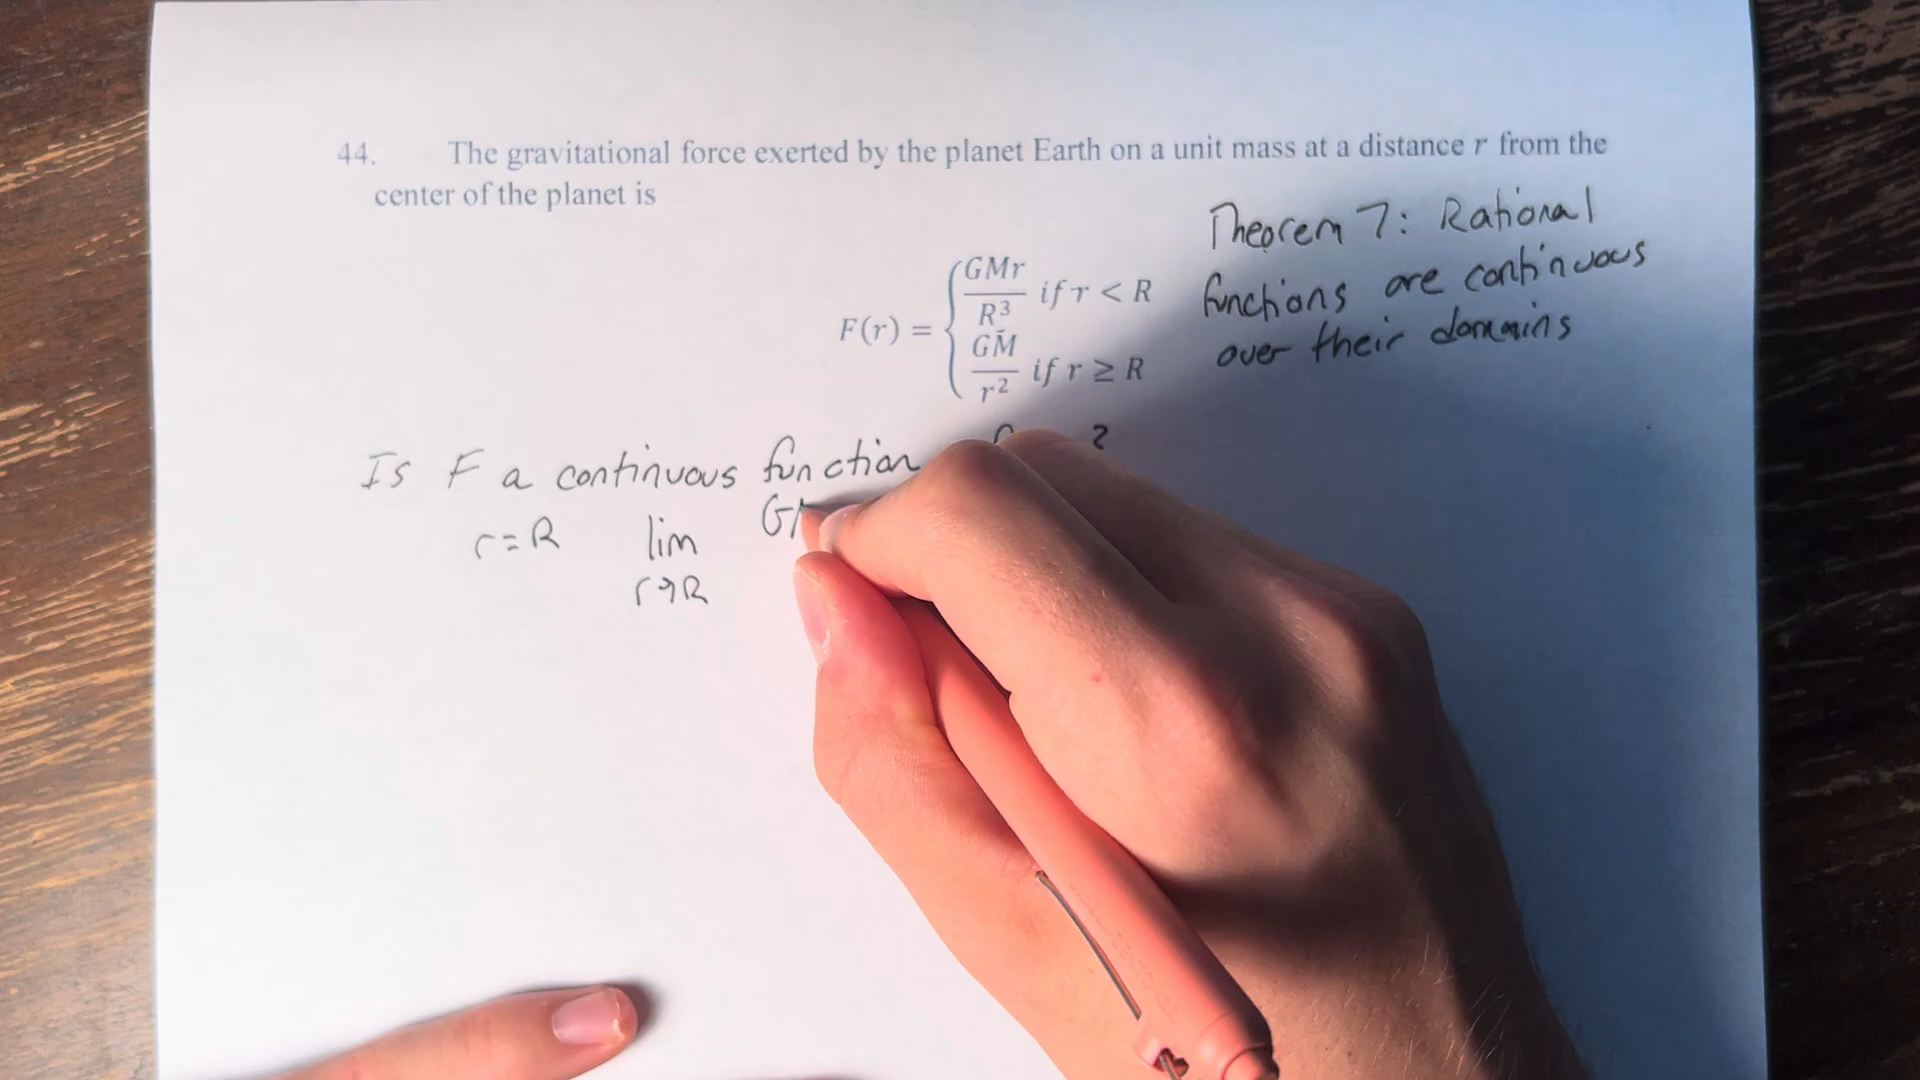 44. The gravitational force exerted by the planet Earth on a unit mass at a distance r from the
center of the planet is
F(r) = { GMr / R³ if r < R
GM / r² if r ≥ R
Theorem 7: Rational
functions are continuous
over their domains
Is F a continuous function ?
r = R lim G
r → R